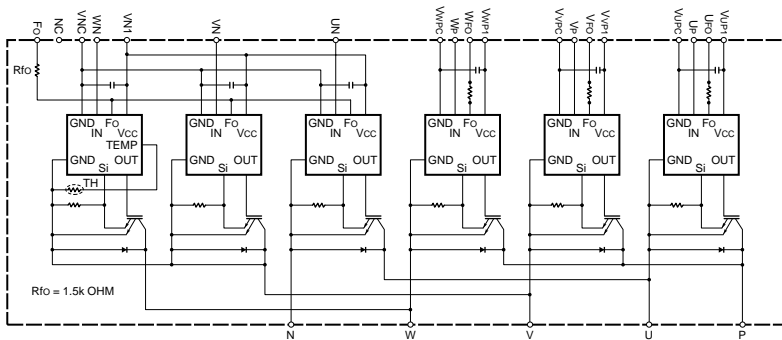 FO NC VNC WN VN1 VN UN VWPC WP WFO VWP1 VVPC VP VFO VVP1 VUPC UP UFO VUP1
RfO
GND FO GND FO GND FO GND FO GND FO GND FO
IN VCC IN VCC IN VCC IN VCC IN VCC IN VCC
TEMP
GND OUT GND OUT GND OUT GND OUT GND OUT GND OUT
Si Si Si Si Si Si
TH
RfO = 1.5k OHM
N W V U P